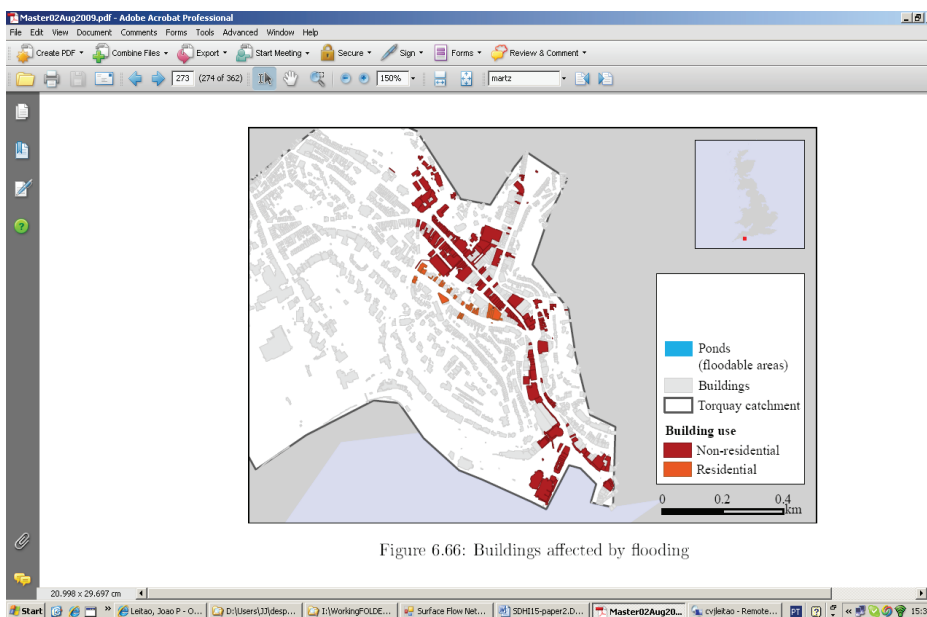 Master02Aug2009.pdf - Adobe Acrobat Professional
File Edit View Document Comments Forms Tools Advanced Window Help
Create PDF Combine Files Export Start Meeting Secure Sign Forms Review & Comment
273 (274 of 362) 150% martz
Ponds
(floodable areas)
Buildings
Torquay catchment
Building use
Non-residential
Residential
0 0.2 0.4
km
Figure 6.66: Buildings affected by flooding
20.998 x 29.697 cm
Start » Leitao, Joao P - O... D:\Users\JJ\desp... I:\WorkingFOLDE... Surface Flow Net... SDHI15-paper2.D... Master02Aug20... cvjleitao - Remote... PT « 15:3